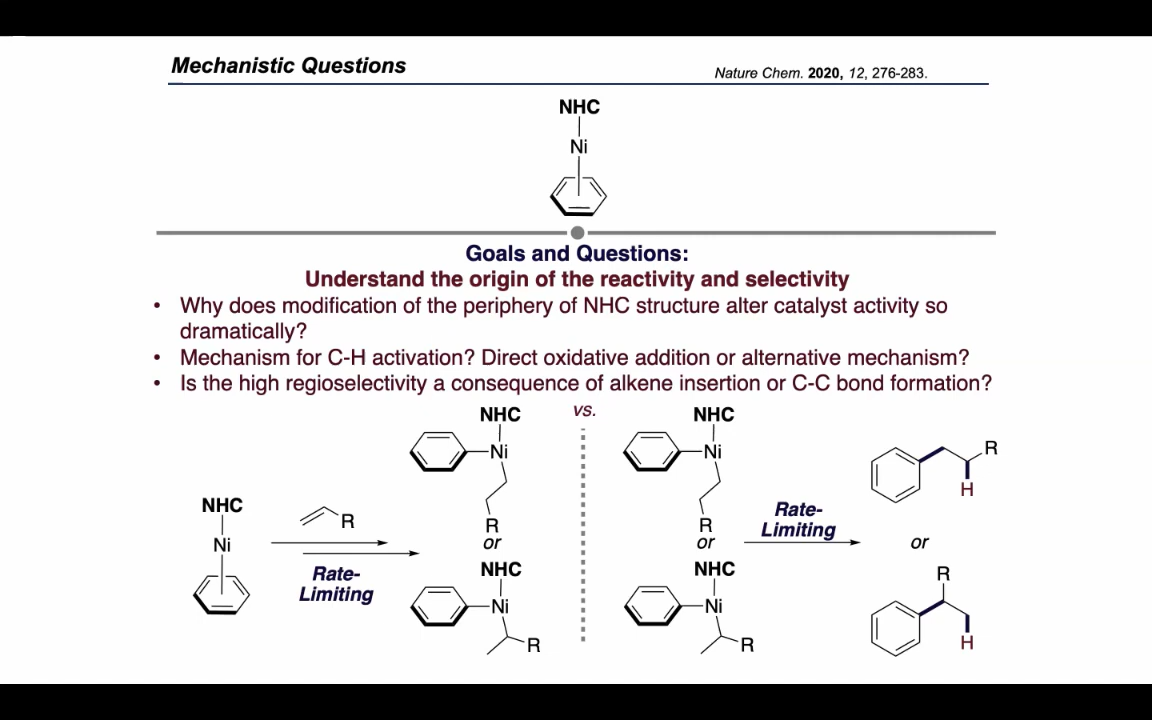 Mechanistic Questions
Nature Chem. 2020, 12, 276-283.
NHC
Ni
Goals and Questions:
Understand the origin of the reactivity and selectivity
• Why does modification of the periphery of NHC structure alter catalyst activity so
dramatically?
• Mechanism for C-H activation? Direct oxidative addition or alternative mechanism?
• Is the high regioselectivity a consequence of alkene insertion or C-C bond formation?
NHC
Ni
R
Rate-
Limiting
NHC
Ni
R
or
NHC
Ni
R
vs.
NHC
Ni
R
or
NHC
Ni
R
Rate-
Limiting
R
H
or
R
H